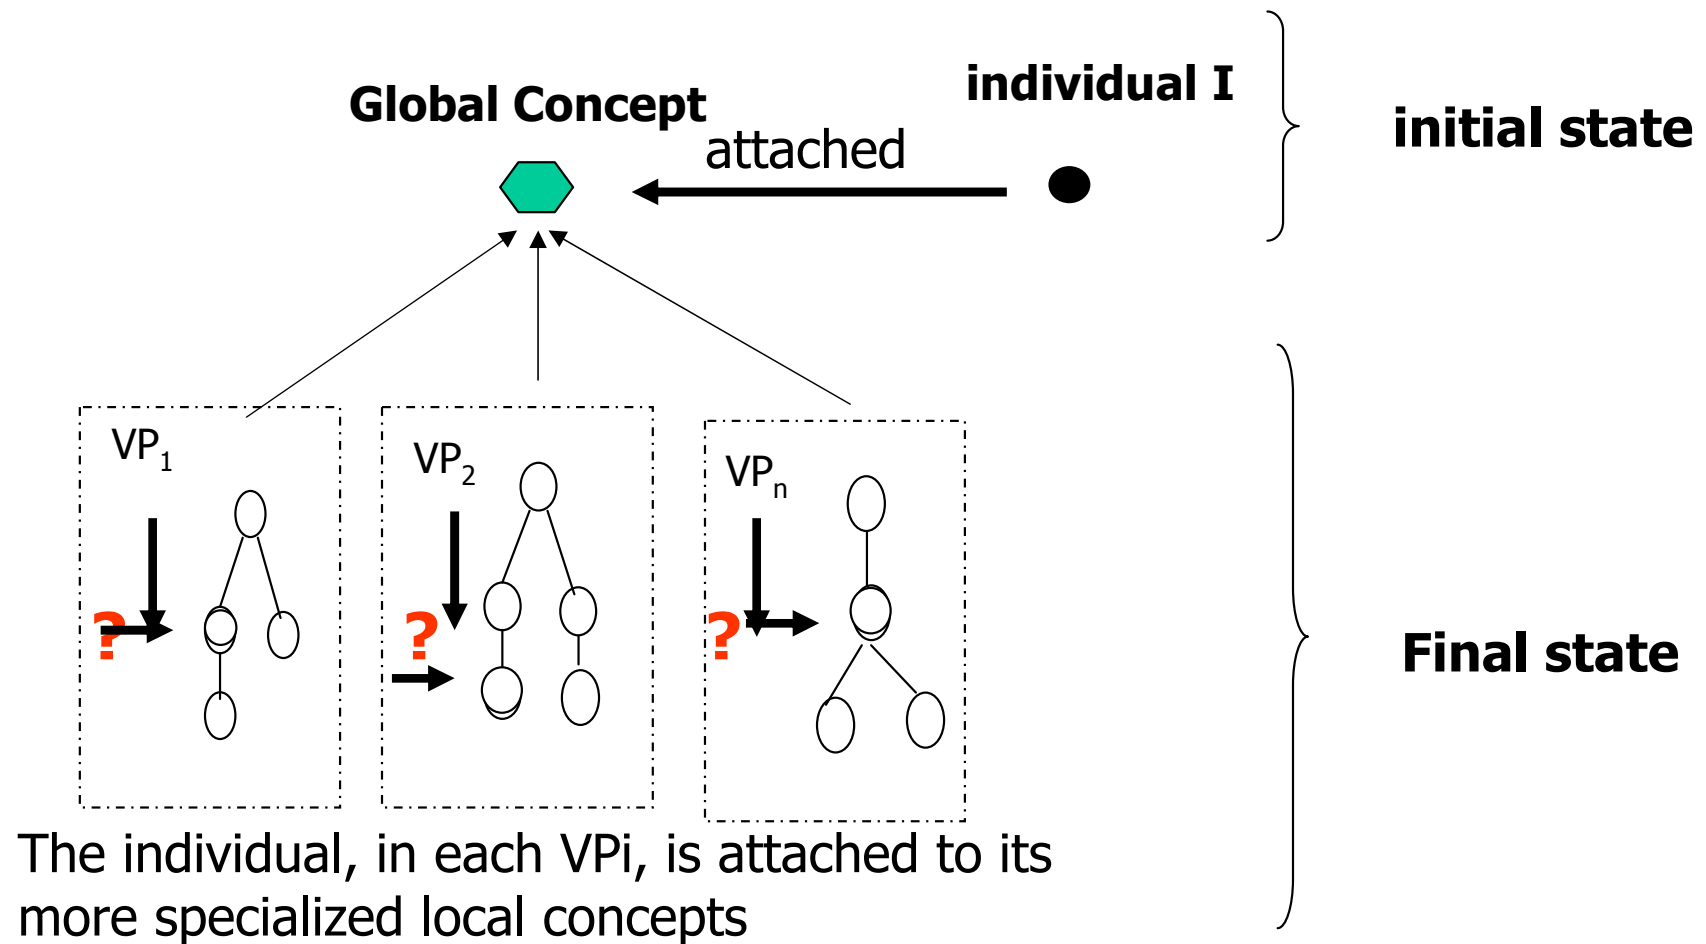 individual I
Global Concept
attached
initial state
VP1
VP2
VPn
?
?
?
Final state
The individual, in each VPi, is attached to its
more specialized local concepts